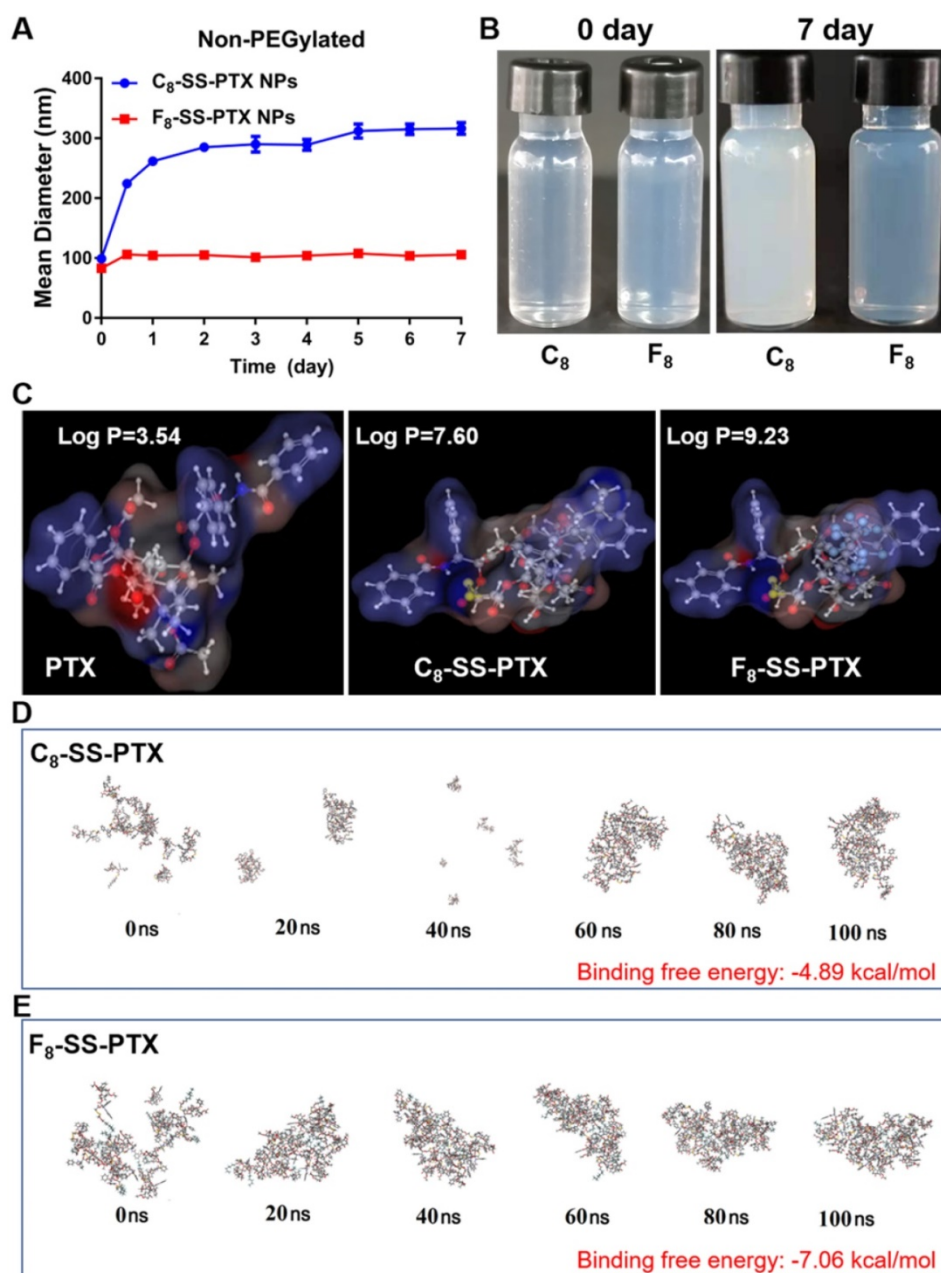 A
Non-PEGylated
C₈-SS-PTX NPs
F₈-SS-PTX NPs
Mean Diameter (nm)
400
300
200
100
0
0 1 2 3 4 5 6 7
Time (day)
B
0 day 7 day
C₈ F₈ C₈ F₈
C
Log P=3.54 Log P=7.60 Log P=9.23
PTX C₈-SS-PTX F₈-SS-PTX
D
C₈-SS-PTX
0ns 20ns 40ns 60ns 80ns 100ns
Binding free energy: -4.89 kcal/mol
E
F₈-SS-PTX
0ns 20ns 40ns 60ns 80ns 100ns
Binding free energy: -7.06 kcal/mol